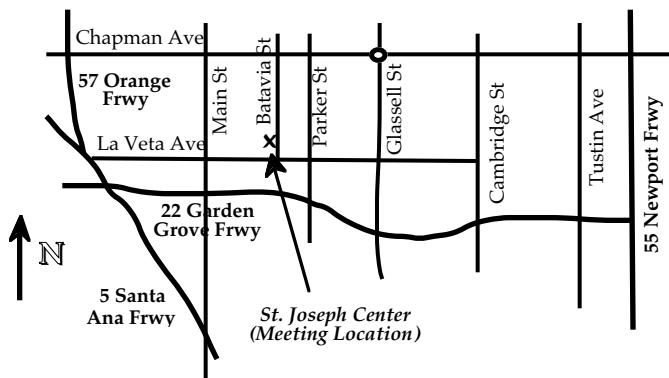 Chapman Ave
57 Orange
Frwy
Main St
Batavia St
Parker St
Glassell St
Cambridge St
Tustin Ave
55 Newport Frwy
La Veta Ave
x
22 Garden
Grove Frwy
N
5 Santa
Ana Frwy
St. Joseph Center
(Meeting Location)